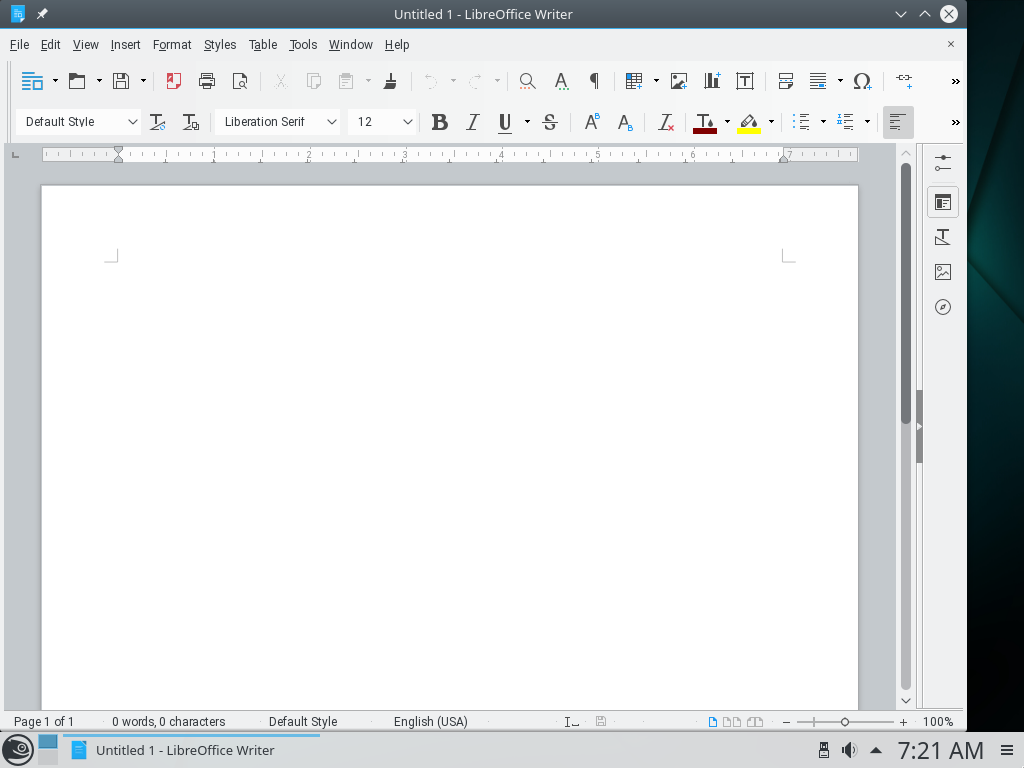 Untitled 1 - LibreOffice Writer
File Edit View Insert Format Styles Table Tools Window Help
Default Style Liberation Serif 12
1 2 3 4 5 6 7
Page 1 of 1 0 words, 0 characters Default Style English (USA) 100%
Untitled 1 - LibreOffice Writer 7:21 AM